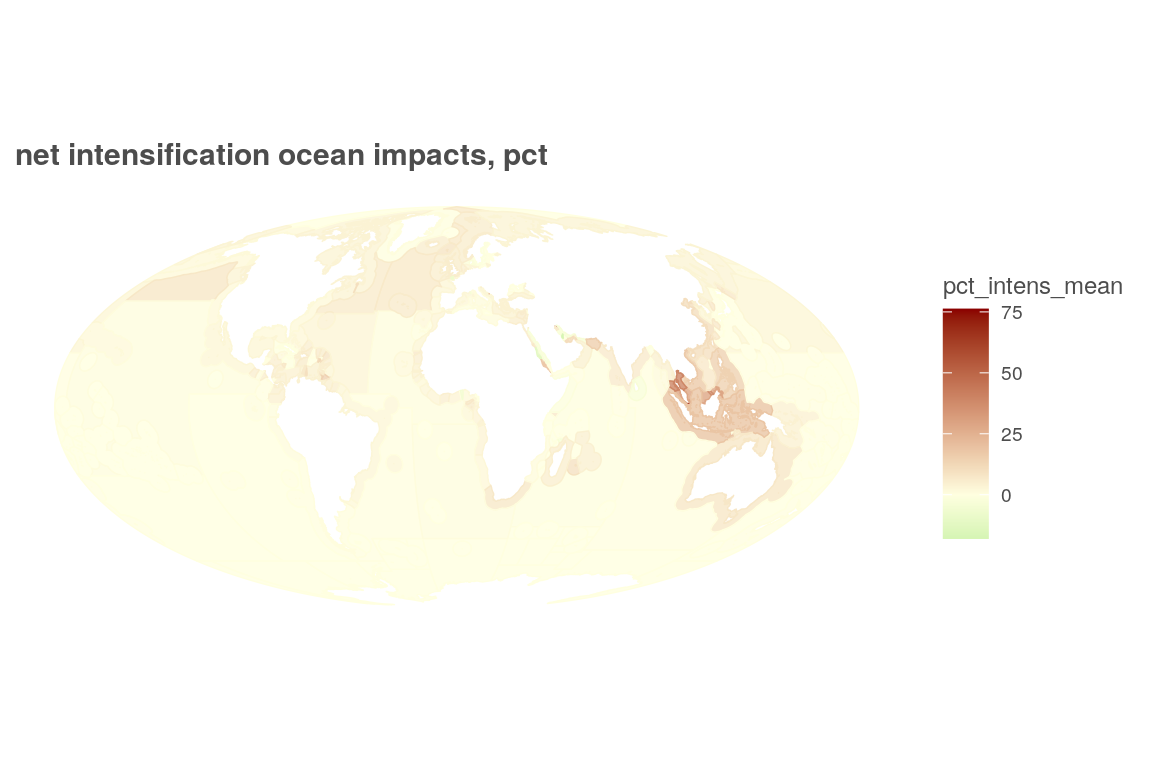 net intensification ocean impacts, pct
pct_intens_mean
75
50
25
0